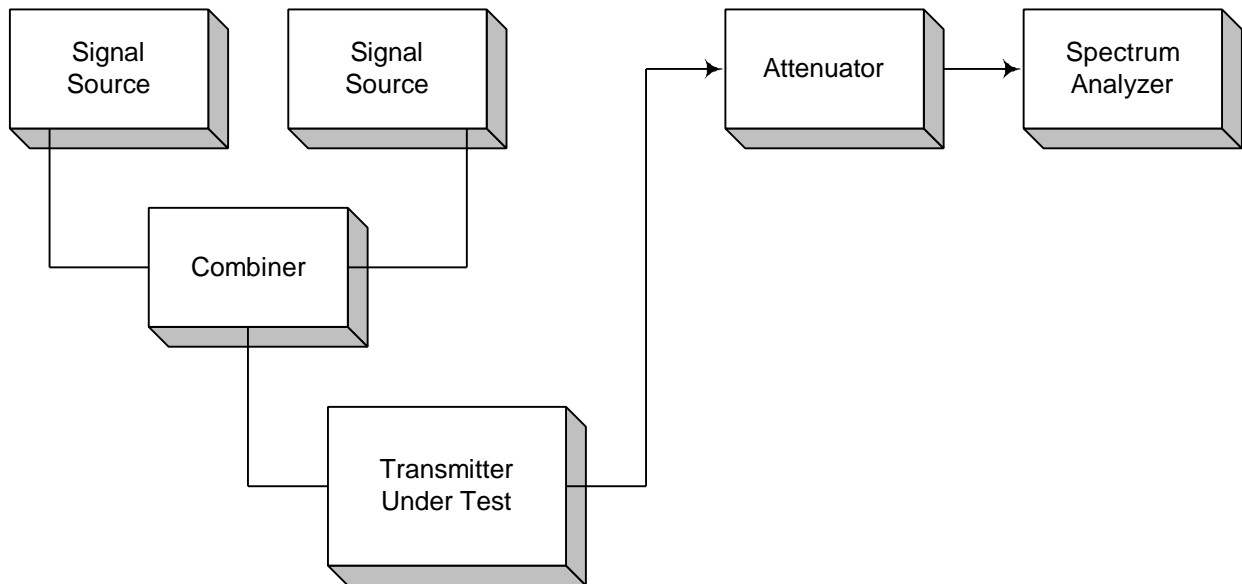 Signal
Source
Signal
Source
Attenuator
Spectrum
Analyzer
Combiner
Transmitter
Under Test